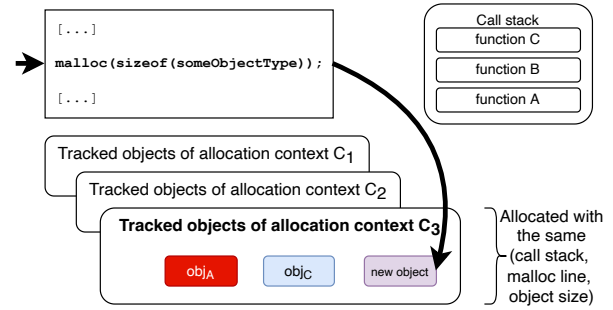 [...]
malloc(sizeof(someObjectType));
[...]
Call stack
function C
function B
function A
Tracked objects of allocation context C1
Tracked objects of allocation context C2
Tracked objects of allocation context C3
objA
objC
new object
Allocated with
the same
(call stack,
malloc line,
object size)